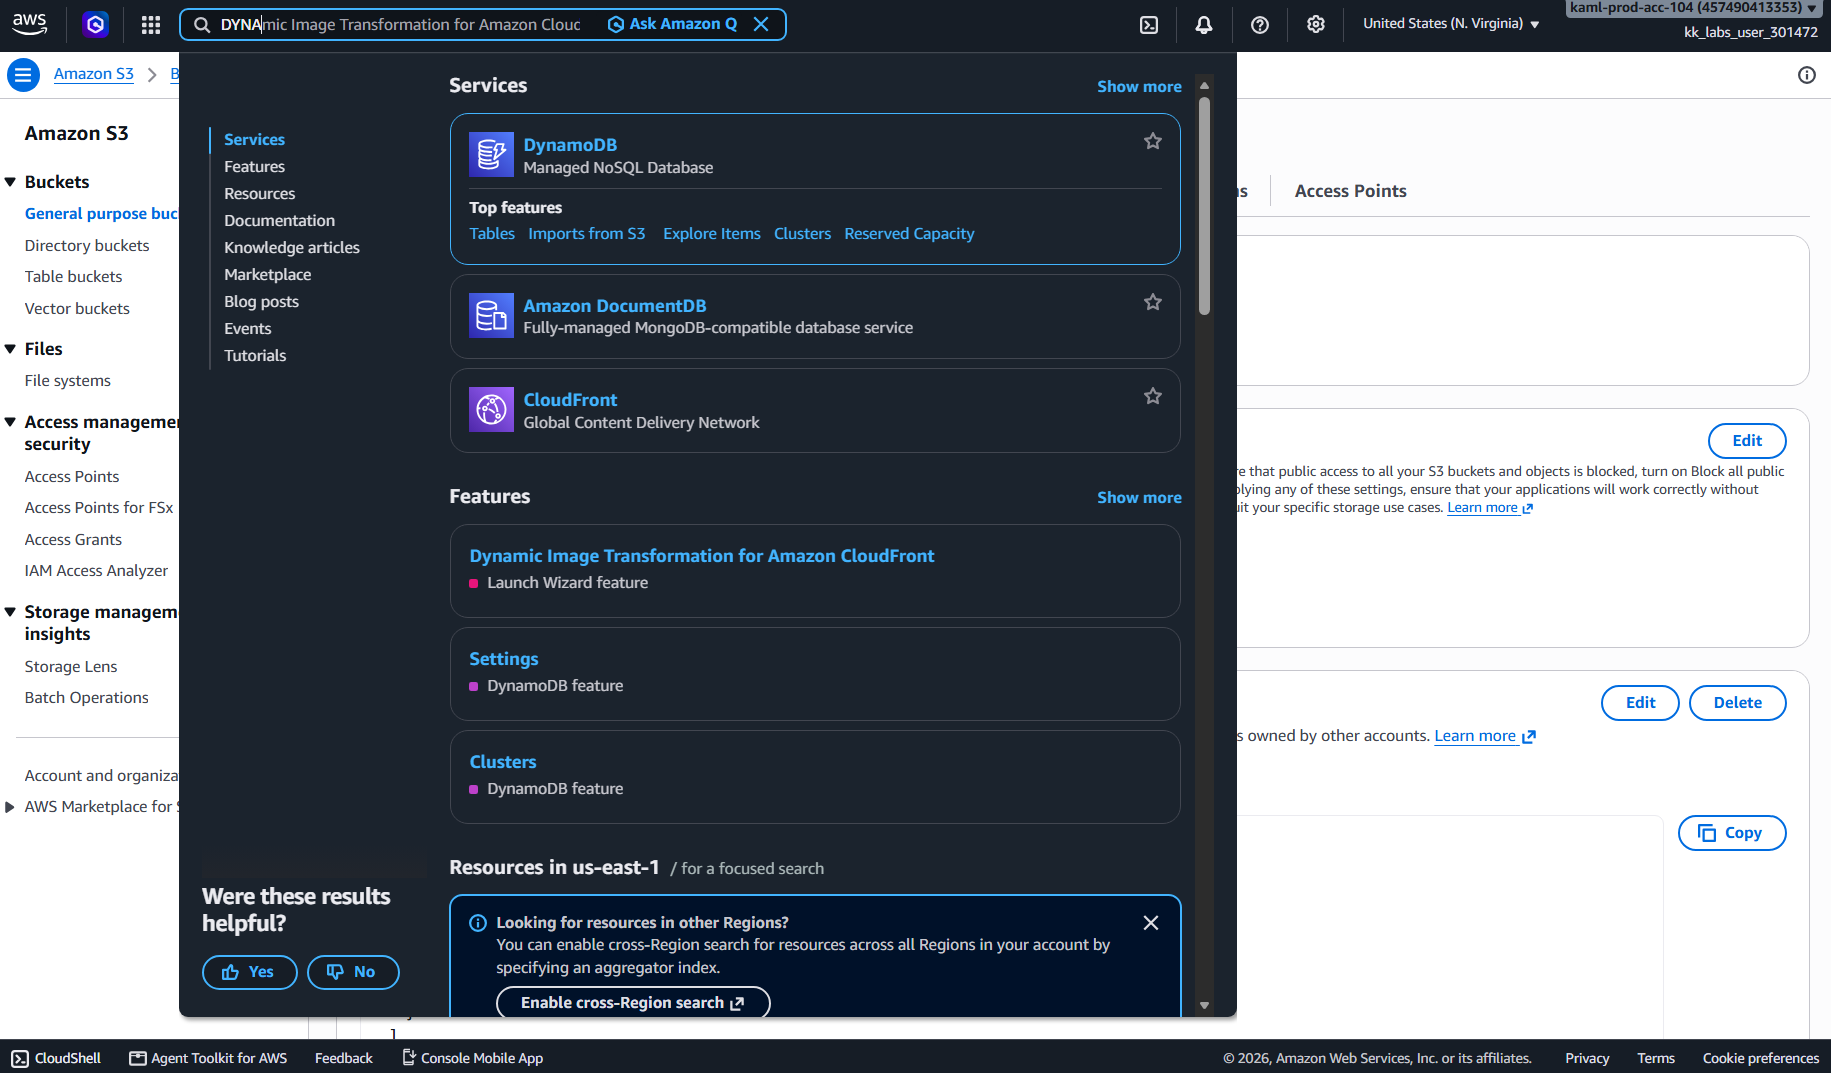 aws
DYNAmic Image Transformation for Amazon Clouc
Ask Amazon Q
United States (N. Virginia)
kaml-prod-acc-104 (457490413353)
kk_labs_user_301472
Amazon S3
B
Amazon S3
Buckets
General purpose buc
Directory buckets
Table buckets
Vector buckets
Files
File systems
Access managemen
security
Access Points
Access Points for FSx
Access Grants
IAM Access Analyzer
Storage managem
insights
Storage Lens
Batch Operations
Account and organiza
AWS Marketplace for S
Services
Features
Resources
Documentation
Knowledge articles
Marketplace
Blog posts
Events
Tutorials
Were these results
helpful?
Yes
No
Services
Show more
DynamoDB
Managed NoSQL Database
Top features
Tables Imports from S3 Explore Items Clusters Reserved Capacity
Amazon DocumentDB
Fully-managed MongoDB-compatible database service
CloudFront
Global Content Delivery Network
Features
Show more
Dynamic Image Transformation for Amazon CloudFront
Launch Wizard feature
Settings
DynamoDB feature
Clusters
DynamoDB feature
Resources in us-east-1 / for a focused search
Looking for resources in other Regions?
You can enable cross-Region search for resources across all Regions in your account by
specifying an aggregator index.
Enable cross-Region search
s
Access Points
Edit
re that public access to all your S3 buckets and objects is blocked, turn on Block all public
plying any of these settings, ensure that your applications will work correctly without
uit your specific storage use cases. Learn more
Edit
Delete
s owned by other accounts. Learn more
Copy
]
CloudShell
Agent Toolkit for AWS
Feedback
Console Mobile App
© 2026, Amazon Web Services, Inc. or its affiliates.
Privacy
Terms
Cookie preferences